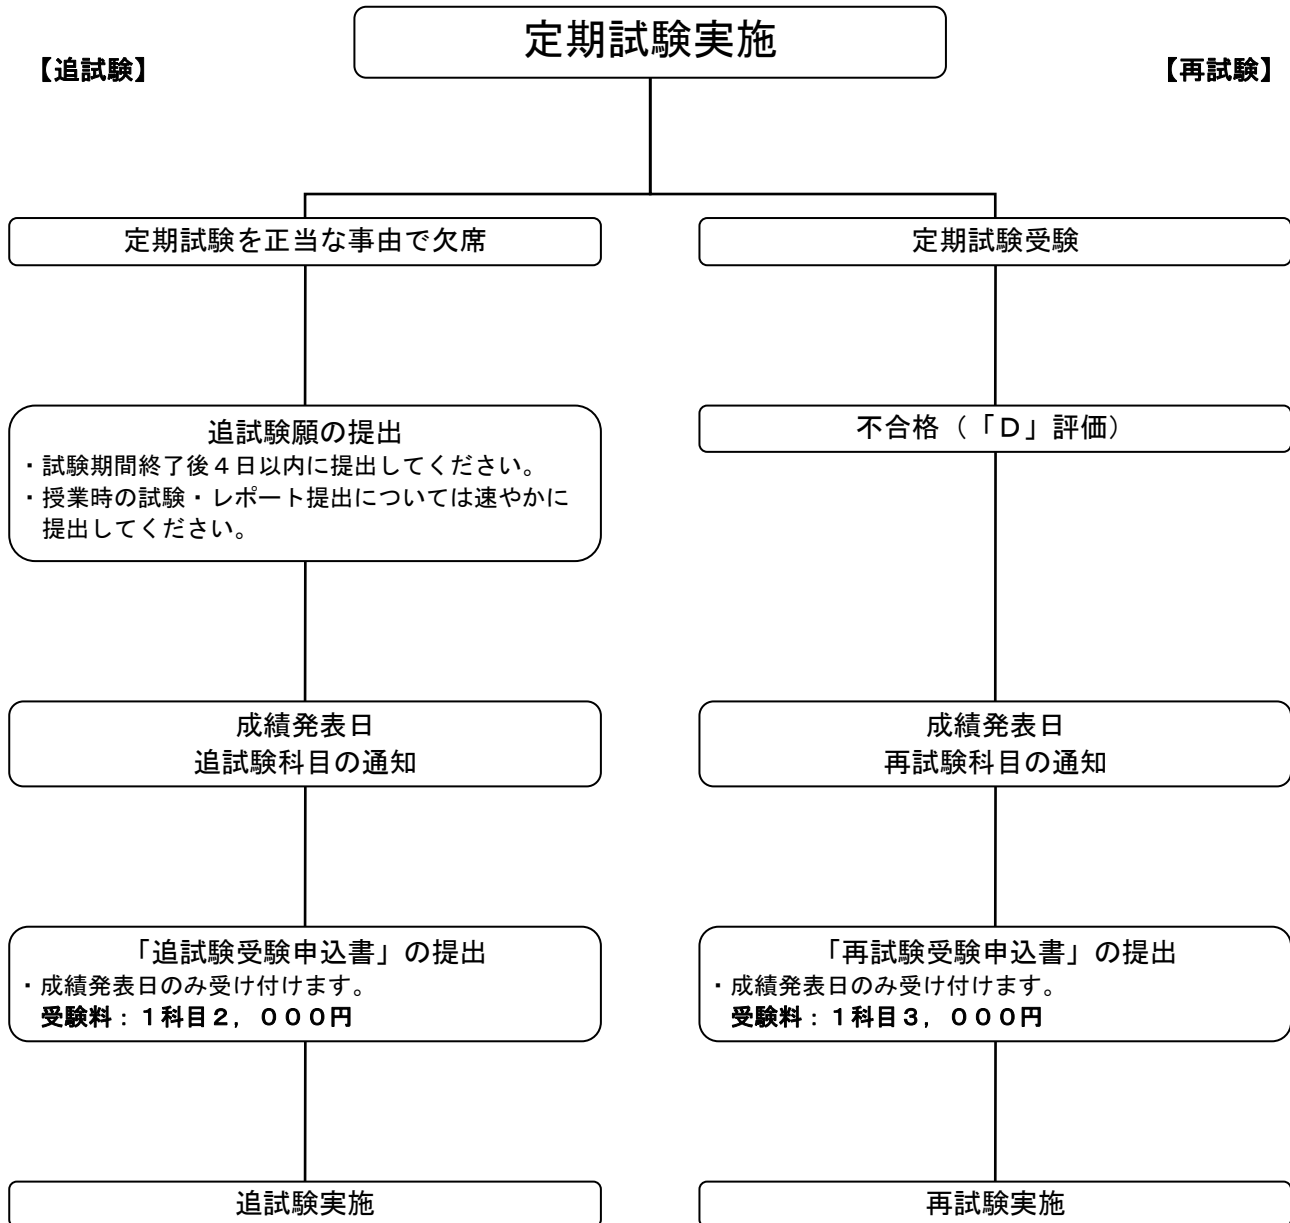 定期試験実施
【追試験】
【再試験】
定期試験を正当な事由で欠席
定期試験受験
追試験願の提出
・試験期間終了後４日以内に提出してください。
・授業時の試験・レポート提出については速やかに
提出してください。
不合格（「Ｄ」評価）
成績発表日
追試験科目の通知
成績発表日
再試験科目の通知
「追試験受験申込書」の提出
・成績発表日のみ受け付けます。
受験料：１科目２，０００円
「再試験受験申込書」の提出
・成績発表日のみ受け付けます。
受験料：１科目３，０００円
追試験実施
再試験実施